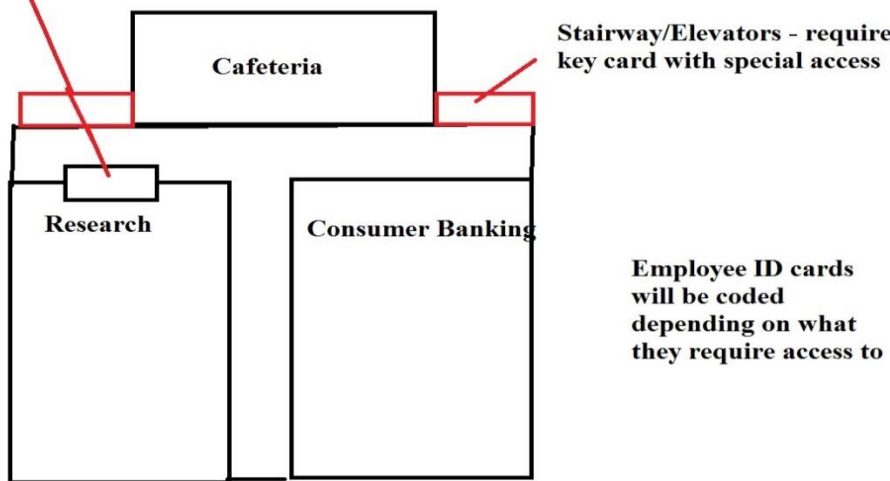 Cafeteria
Stairway/Elevators - require
key card with special access
Research
Consumer Banking
Employee ID cards
will be coded
depending on what
they require access to